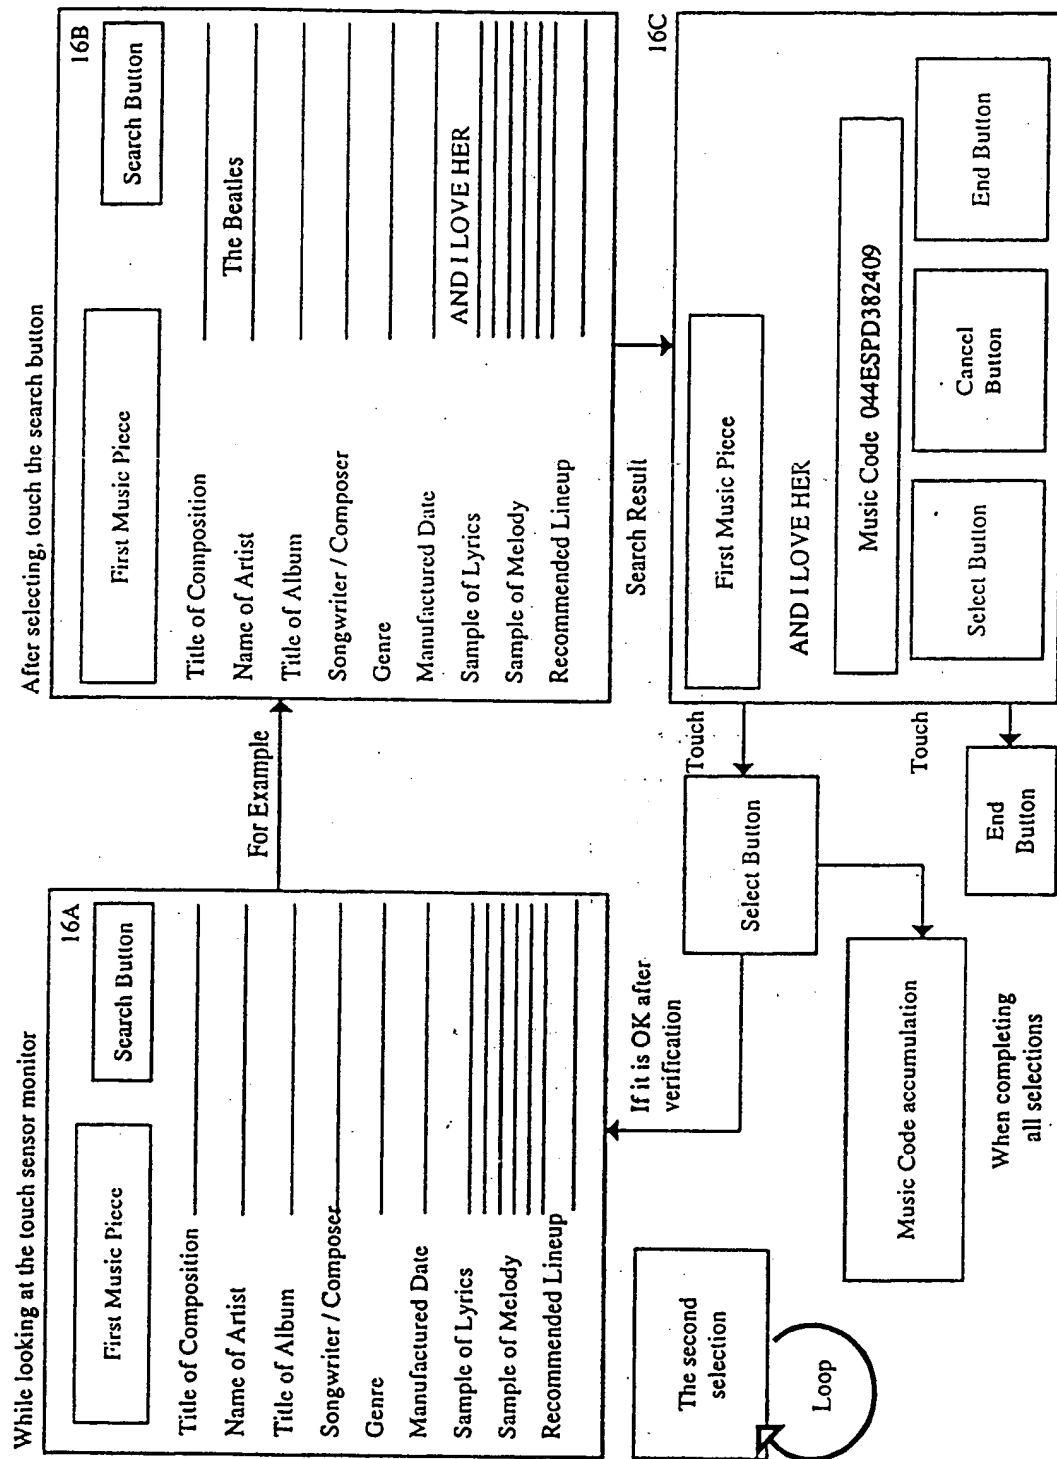 While looking at the touch sensor monitor
16A
First Music Piece
Search Button
Title of Composition
Name of Artist
Title of Album
Songwriter / Composer
Genre
Manufactured Date
Sample of Lyrics
Sample of Melody
Recommended Lineup
For Example
After selecting, touch the search button
16B
First Music Piece
Search Button
Title of Composition
Name of Artist
The Beatles
Title of Album
Songwriter / Composer
Genre
Manufactured Date
Sample of Lyrics
AND I LOVE HER
Sample of Melody
Recommended Lineup
Search Result
16C
First Music Piece
AND I LOVE HER
Music Code 044ESPD382409
Select Button
Cancel
Button
End Button
Touch
Select Button
Touch
End
Button
If it is OK after
verification
Music Code accumulation
When completing
all selections
The second
selection
Loop